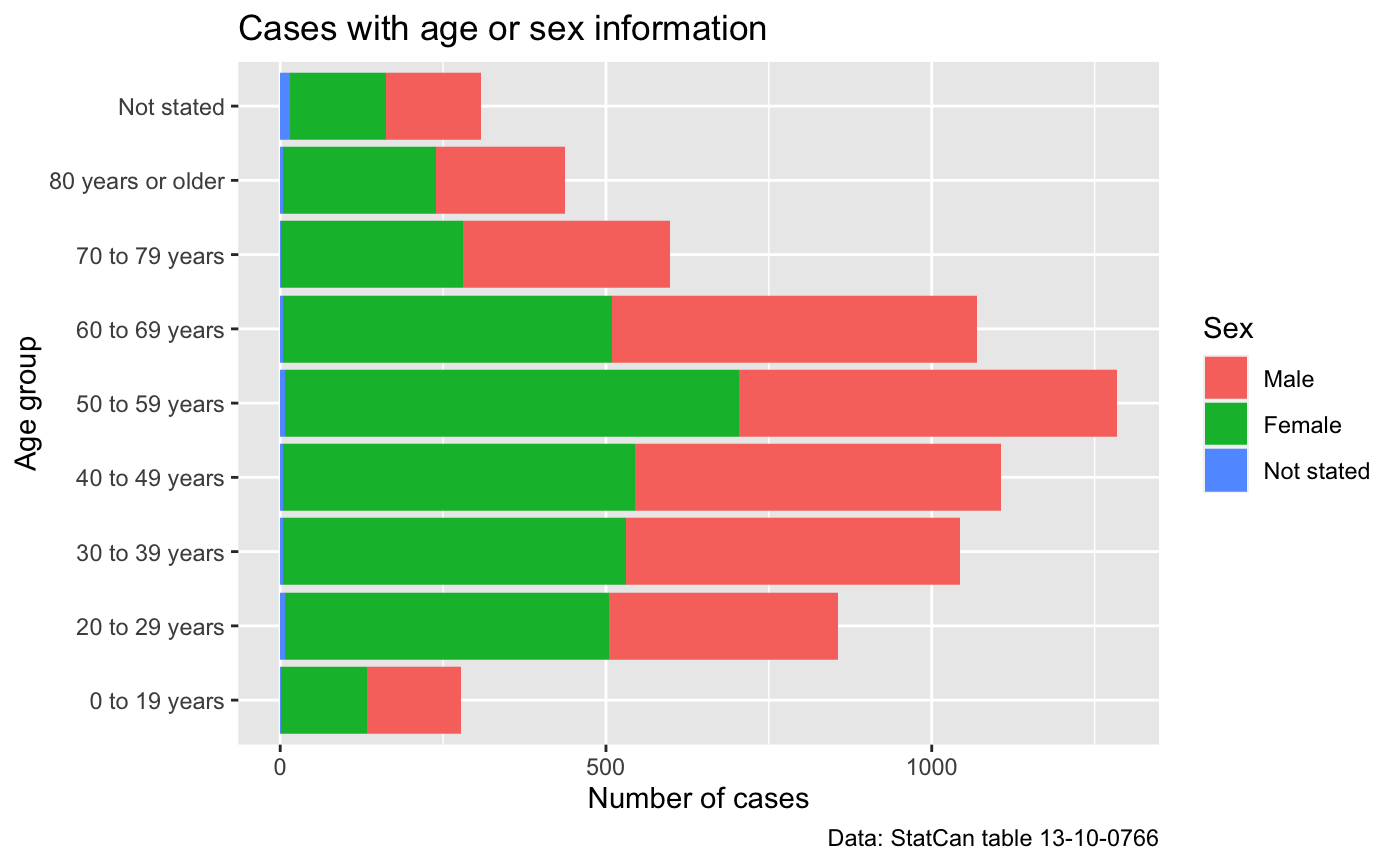 Cases with age or sex information
Age group
Not stated
80 years or older
70 to 79 years
60 to 69 years
50 to 59 years
40 to 49 years
30 to 39 years
20 to 29 years
0 to 19 years
0 500 1000
Number of cases
Sex
Male
Female
Not stated
Data: StatCan table 13-10-0766